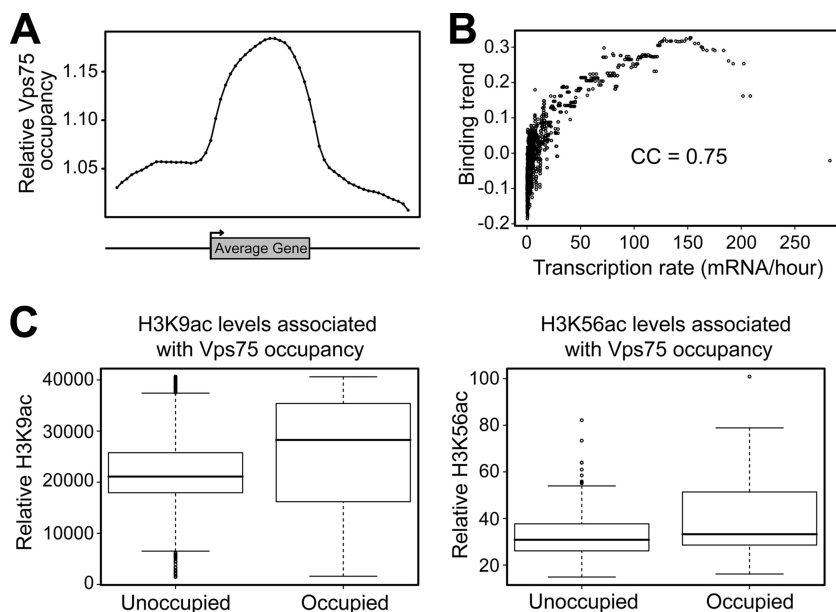 A
Relative Vps75
occupancy
1.15
1.10
1.05
Average Gene
B
Binding trend
0.3
0.2
0.1
0.0
-0.1
-0.2
CC = 0.75
0 50 100 150 200 250
Transcription rate (mRNA/hour)
C
H3K9ac levels associated
with Vps75 occupancy
Relative H3K9ac
40000
30000
20000
10000
0
Unoccupied Occupied
H3K56ac levels associated
with Vps75 occupancy
Relative H3K56ac
100
80
60
40
20
Unoccupied Occupied